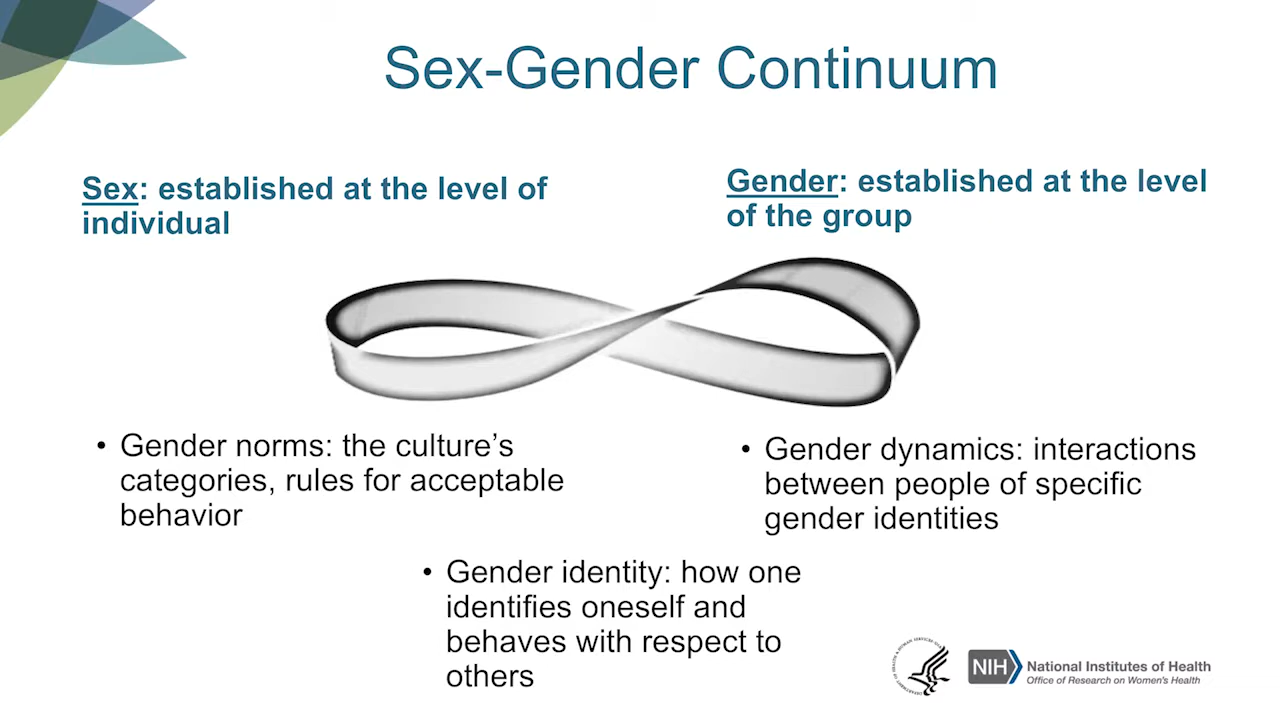 Sex-Gender Continuum
Sex: established at the level of
individual
Gender: established at the level
of the group
• Gender norms: the culture’s
categories, rules for acceptable
behavior
• Gender dynamics: interactions
between people of specific
gender identities
• Gender identity: how one
identifies oneself and
behaves with respect to
others
NIH
National Institutes of Health
Office of Research on Women's Health